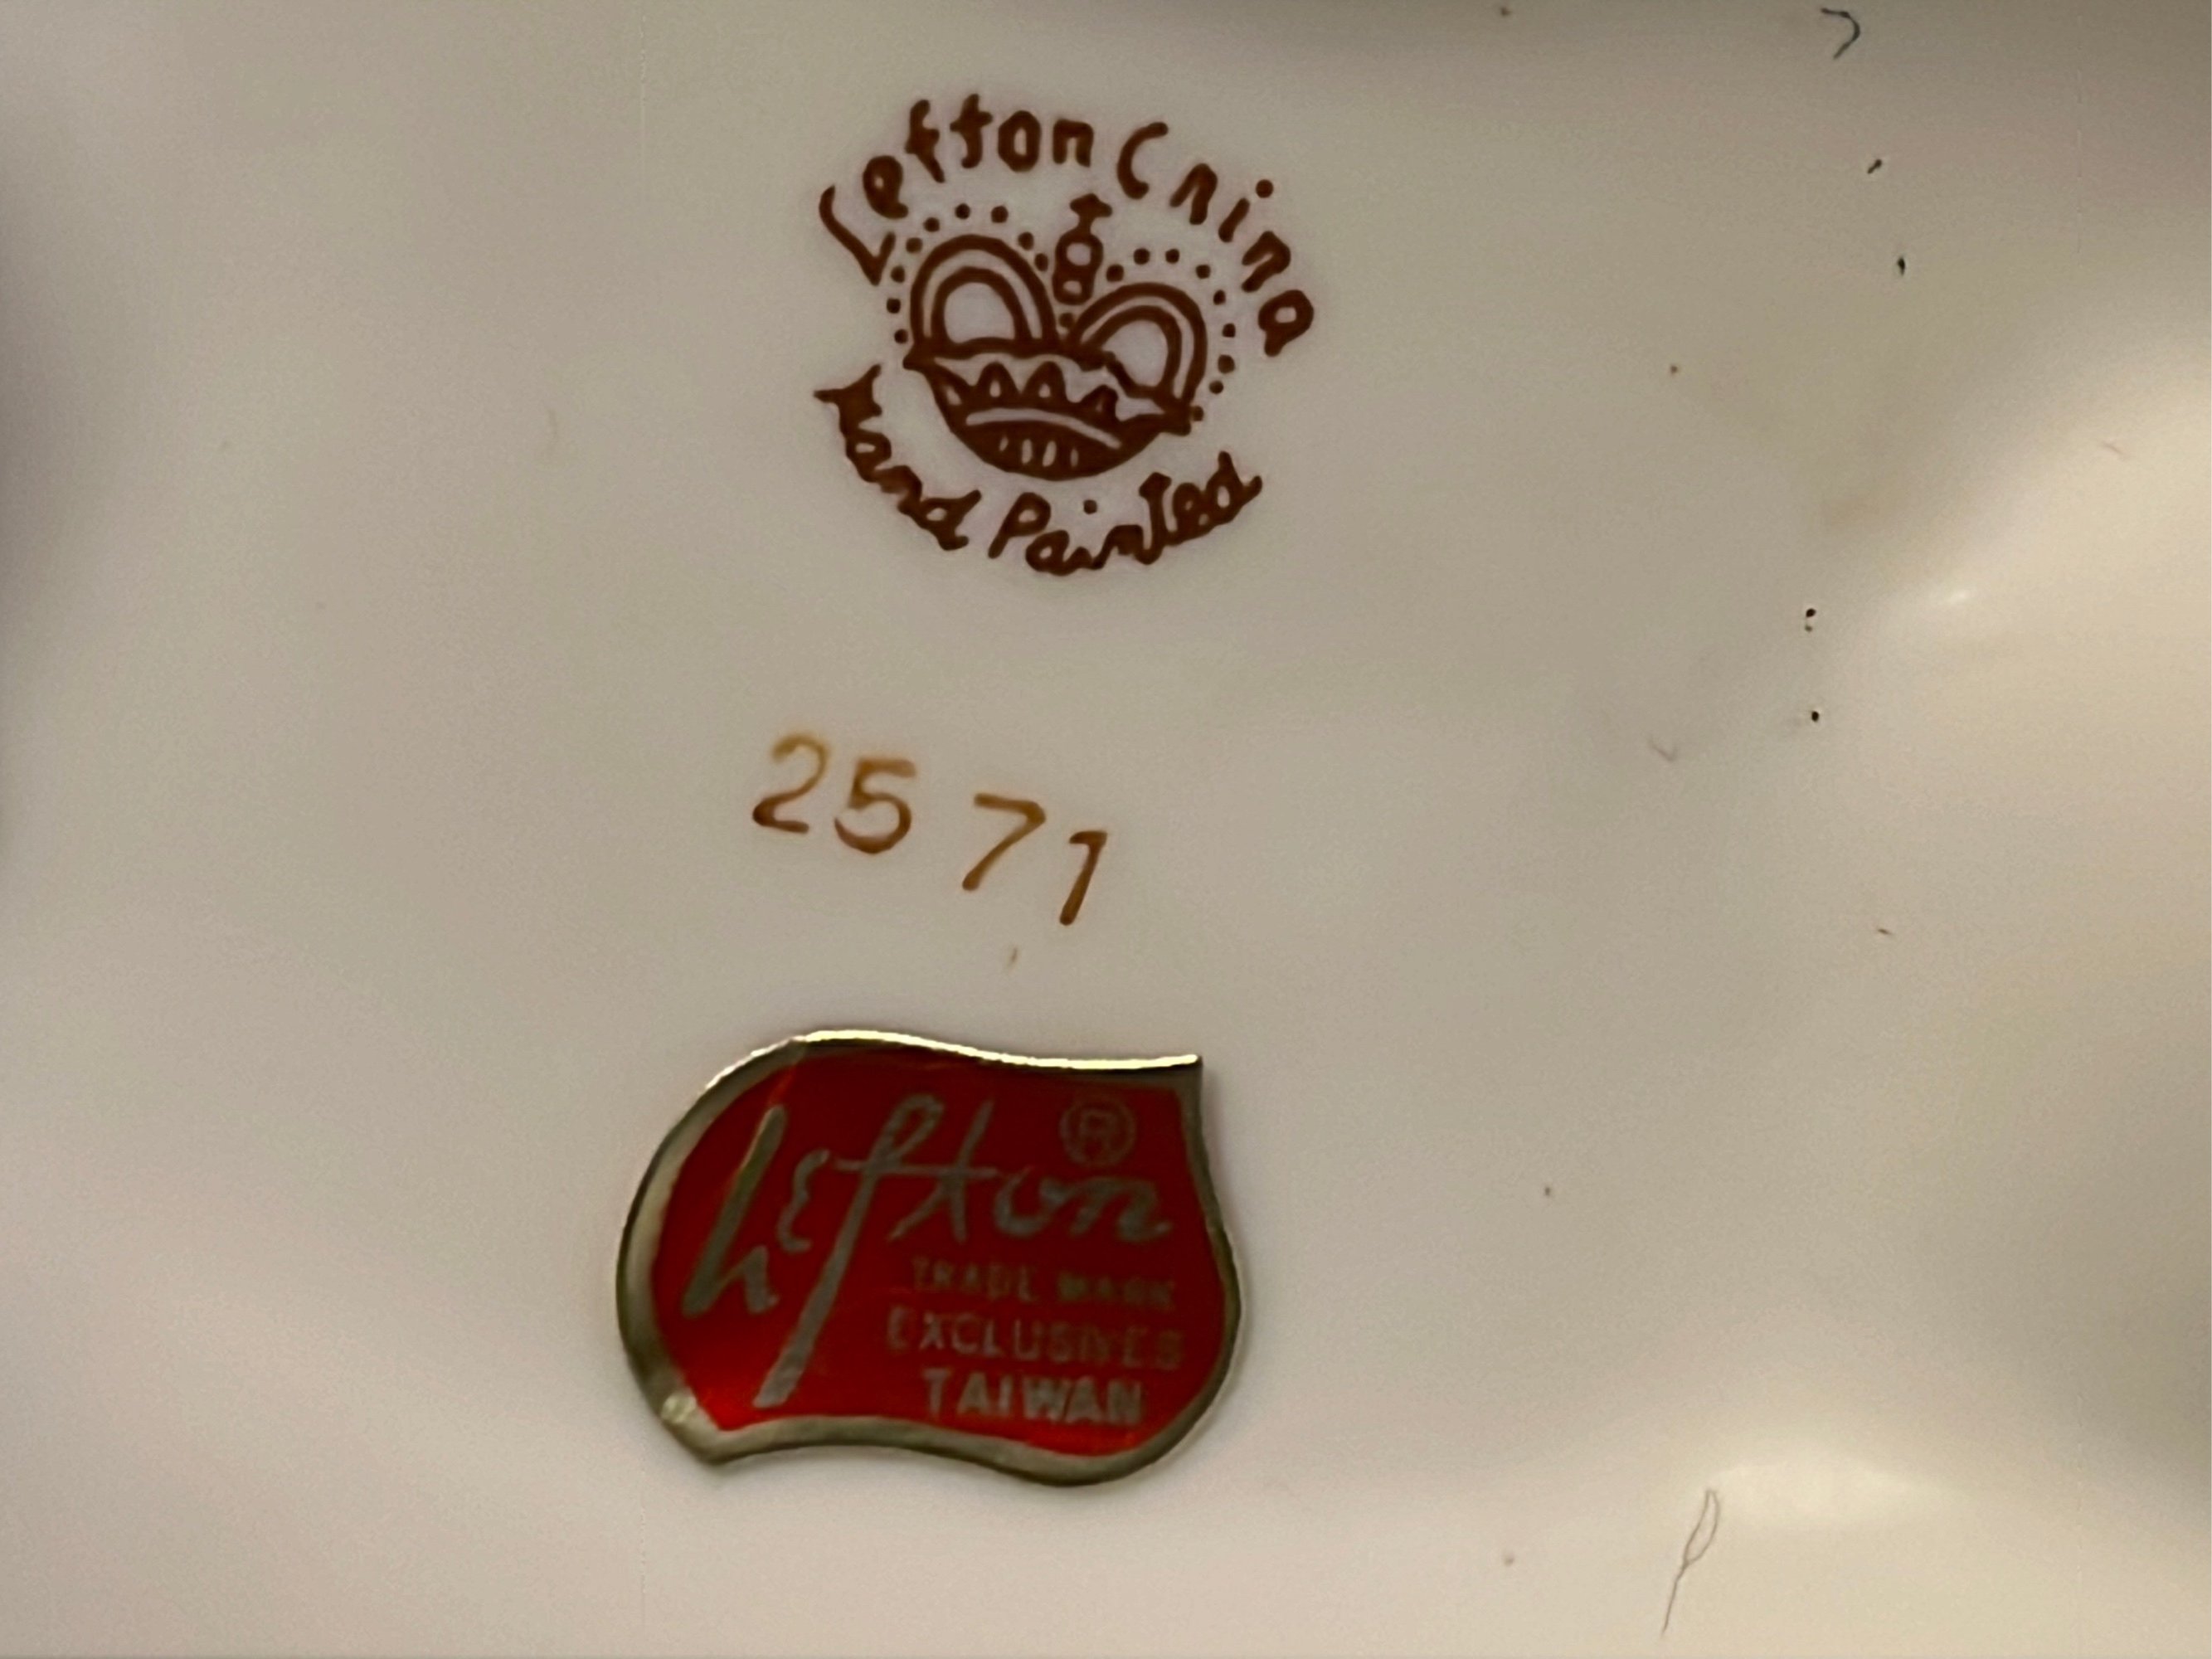 Lefton China
Hand Painted
2571
Lefton ®
TRADE MARK
EXCLUSIVES
TAIWAN